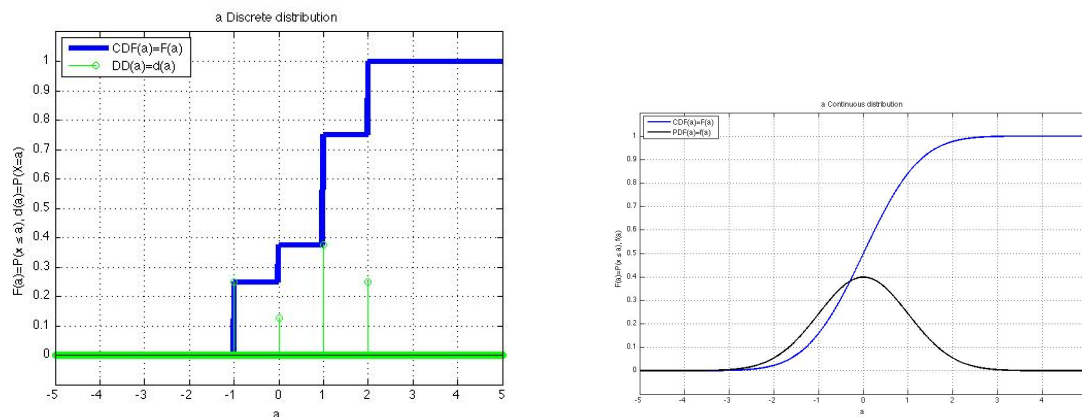 a Discrete distribution
CDF(a)=F(a)
DD(a)=d(a)
F(a)=P(x ≤ a), d(a)=P(X=a)
1
0.9
0.8
0.7
0.6
0.5
0.4
0.3
0.2
0.1
0
-5 -4 -3 -2 -1 0 1 2 3 4 5
a
a Continuous distribution
CDF(a)=F(a)
PDF(a)=f(a)
F(a)=P(x ≤ a), f(a)
1
0.9
0.8
0.7
0.6
0.5
0.4
0.3
0.2
0.1
0
-5 -4 -3 -2 -1 0 1 2 3 4 5
a